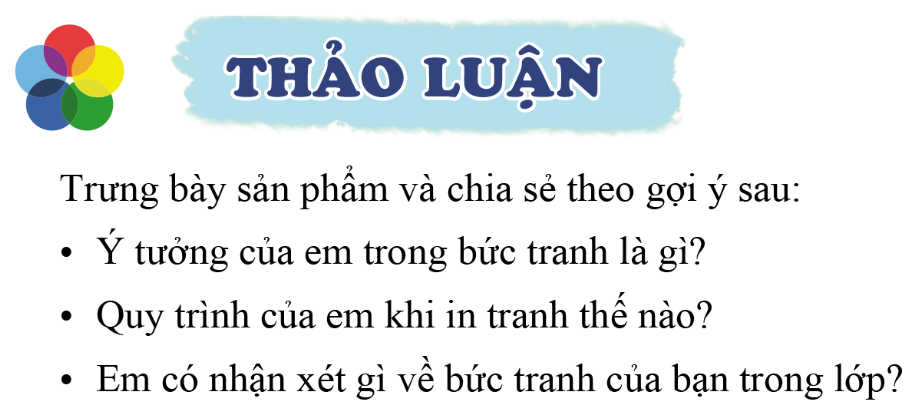 THẢO LUẬN
Trưng bày sản phẩm và chia sẻ theo gợi ý sau:
• Ý tưởng của em trong bức tranh là gì?
• Quy trình của em khi in tranh thế nào?
• Em có nhận xét gì về bức tranh của bạn trong lớp?